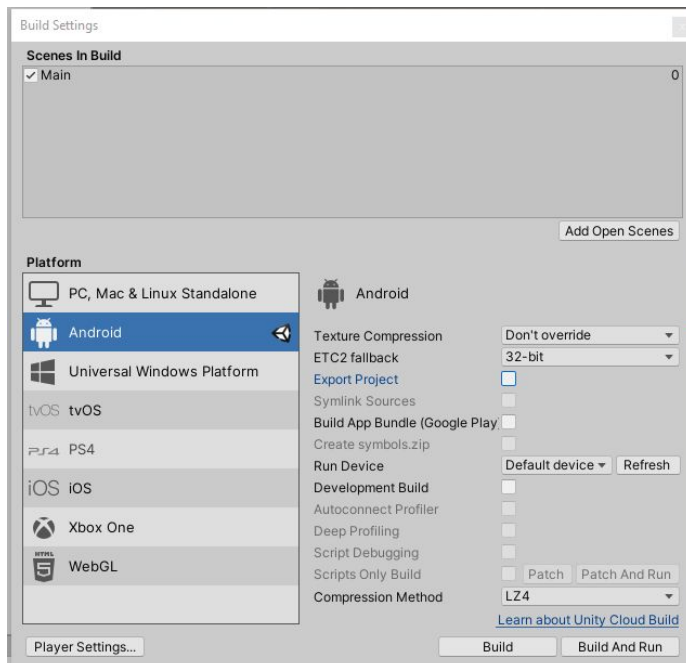 Build Settings
Scenes In Build
Main 0
Add Open Scenes
Platform
PC, Mac & Linux Standalone
Android
Universal Windows Platform
tvOS tvOS
PS4 PS4
iOS iOS
Xbox One
HTML 5 WebGL
Android
Texture Compression Don't override
ETC2 fallback 32-bit
Export Project
Symlink Sources
Build App Bundle (Google Play
Create symbols.zip
Run Device Default device Refresh
Development Build
Autoconnect Profiler
Deep Profiling
Script Debugging
Scripts Only Build Patch Patch And Run
Compression Method LZ4
Learn about Unity Cloud Build
Player Settings... Build Build And Run